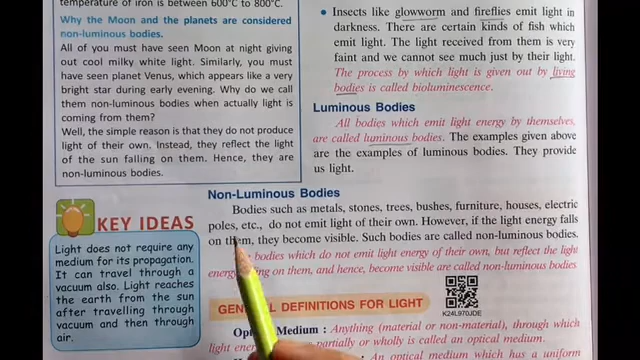 temperature of iron is between 600°C to 800°C.
Why the Moon and the planets are considered
non-luminous bodies.
All of you must have seen Moon at night giving
out cool milky white light. Similarly, you must
have seen planet Venus, which appears like a very
bright star during early evening. Why do we call
them non-luminous bodies when actually light is
coming from them?
Well, the simple reason is that they do not produce
light of their own. Instead, they reflect the light
of the sun falling on them. Hence, they are
non-luminous bodies.
KEY IDEAS
Light does not require any
medium for its propagation.
It can travel through a
vacuum also. Light reaches
the earth from the sun
after travelling through
vacuum and then through
air.
• Insects like glowworm and fireflies emit light in
darkness. There are certain kinds of fish which
emit light. The light received from them is very
faint and we cannot see much just by their light.
The process by which light is given out by living
bodies is called bioluminescence.
Luminous Bodies
All bodies which emit light energy by themselves,
are called luminous bodies. The examples given above
are the examples of luminous bodies. They provide
us light.
Non-Luminous Bodies
Bodies such as metals, stones, trees, bushes, furniture, houses, electric
poles, etc., do not emit light of their own. However, if the light energy falls
on them, they become visible. Such bodies are called non-luminous bodies.
bodies which do not emit light energy of their own, but reflect the light
energy on them, and hence, become visible are called non-luminous bodies
K24L970JDE
GENERAL DEFINITIONS FOR LIGHT
Medium : Anything (material or non-material), through which
light partially or wholly is called an optical medium.
: An optical medium which has a uniform